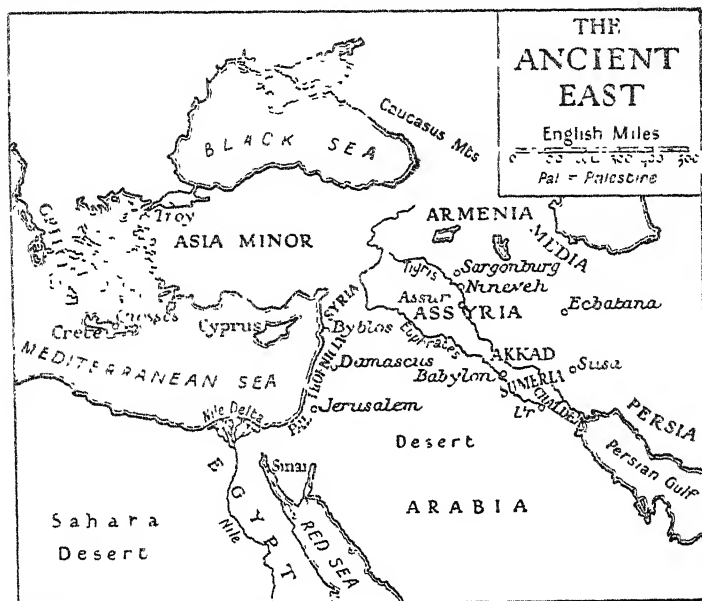 THE
ANCIENT
EAST
English Miles
Pal = Palestine
Caucasus Mts
BLACK SEA
Troy
ASIA MINOR
ARMENIA
MEDIA
Tigris
Sargonburg
Nineveh
Assur
ASSYRIA
Ecbatana
SYRIA
Cyprus
Byblos
Crete
Euphrates
MEDITERRANEAN SEA
Damascus
AKKAD
Babylon
SUMERIA
Susa
CHALDEA
Ur
PAL
Jerusalem
Nile Delta
Desert
PERSIA
Persian Gulf
Sinai
EGYPT
Nile
RED SEA
ARABIA
Sahara
Desert